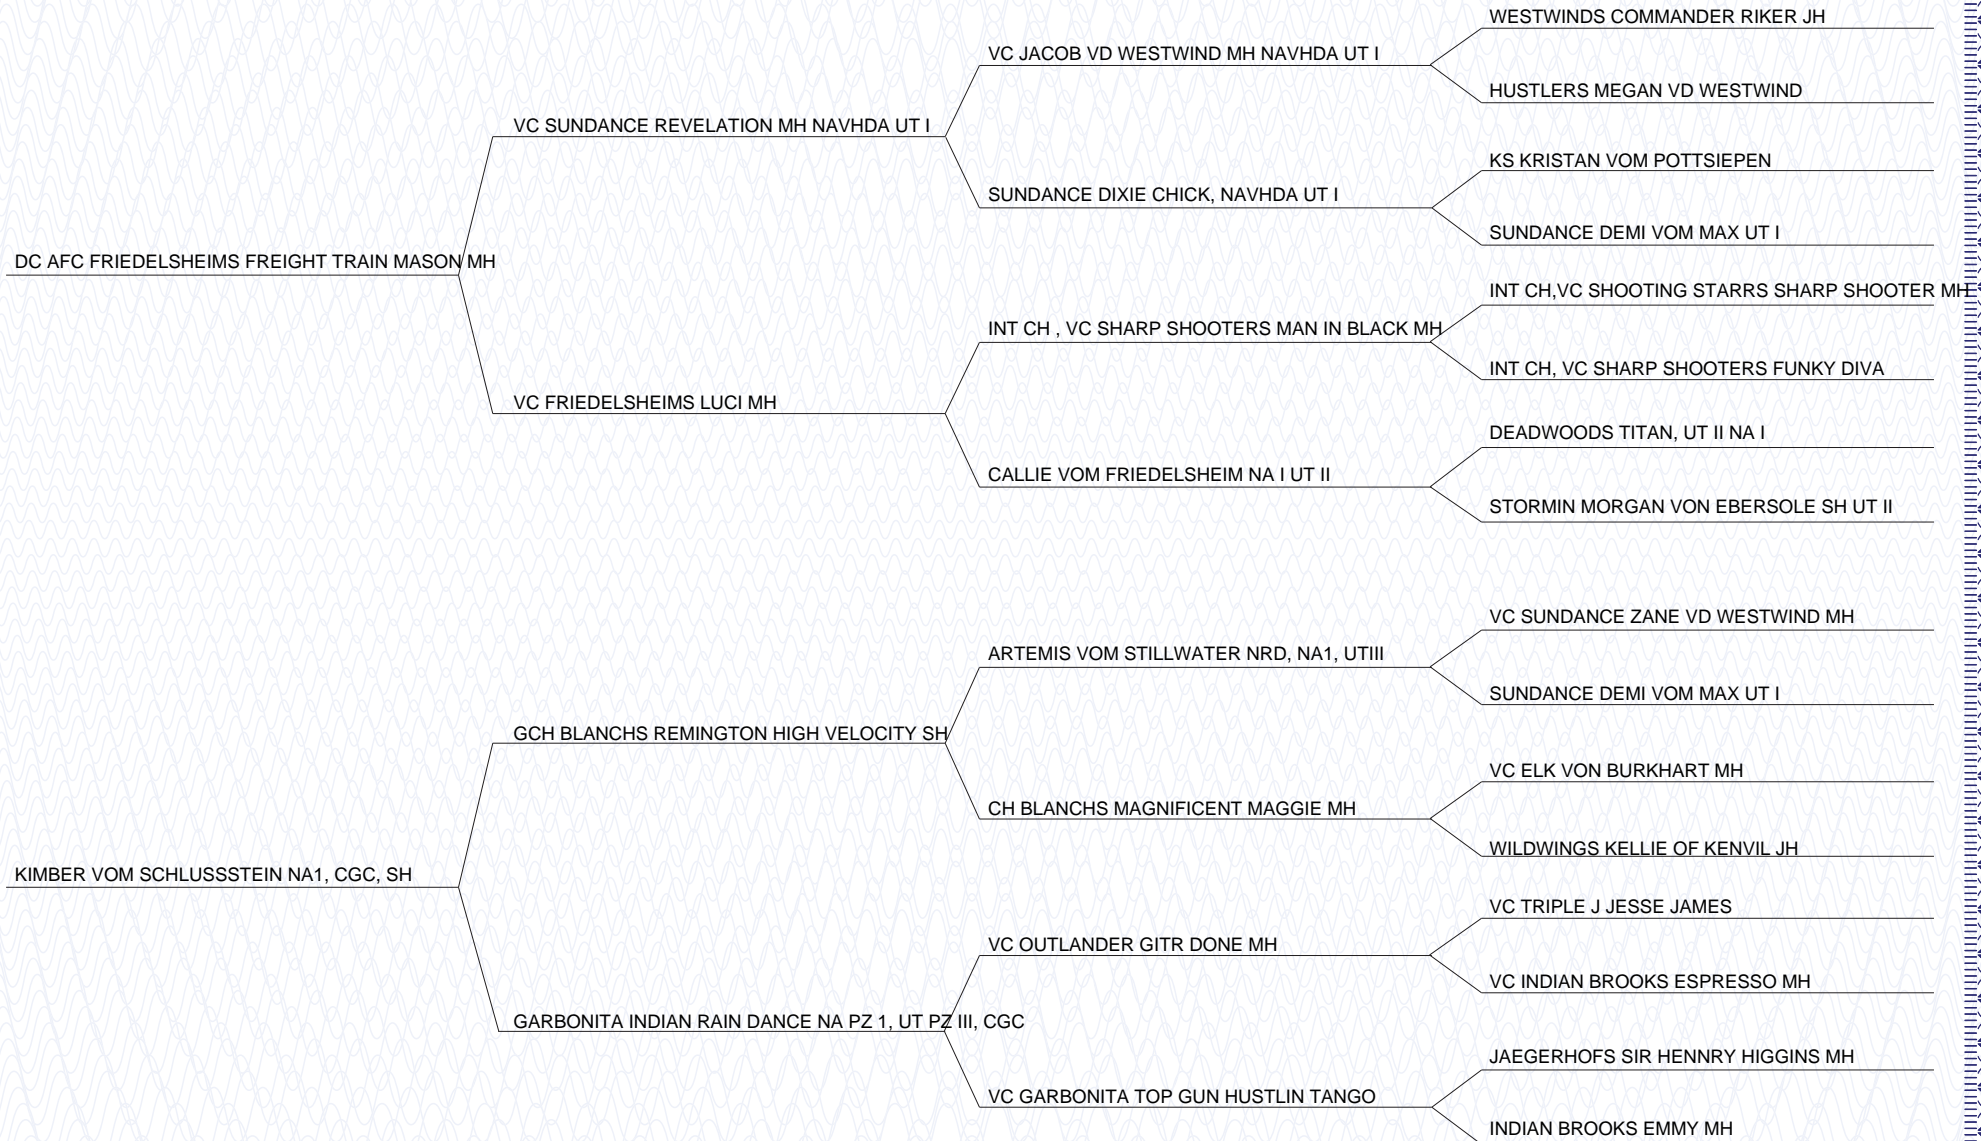 WESTWINDS COMMANDER RIKER JH
VC JACOB VD WESTWIND MH NAVHDA UT I
HUSTLERS MEGAN VD WESTWIND
VC SUNDANCE REVELATION MH NAVHDA UT I
KS KRISTAN VOM POTTSIEPEN
SUNDANCE DIXIE CHICK, NAVHDA UT I
SUNDANCE DEMI VOM MAX UT I
DC AFC FRIEDELSHEIMS FREIGHT TRAIN MASON MH
INT CH,VC SHOOTING STARRS SHARP SHOOTER MH
INT CH , VC SHARP SHOOTERS MAN IN BLACK MH
INT CH, VC SHARP SHOOTERS FUNKY DIVA
VC FRIEDELSHEIMS LUCI MH
DEADWOODS TITAN, UT II NA I
CALLIE VOM FRIEDELSHEIM NA I UT II
STORMIN MORGAN VON EBERSOLE SH UT II
VC SUNDANCE ZANE VD WESTWIND MH
ARTEMIS VOM STILLWATER NRD, NA1, UTIII
SUNDANCE DEMI VOM MAX UT I
GCH BLANCHS REMINGTON HIGH VELOCITY SH
VC ELK VON BURKHART MH
CH BLANCHS MAGNIFICENT MAGGIE MH
WILDWINGS KELLIE OF KENVIL JH
KIMBER VOM SCHLUSSSTEIN NA1, CGC, SH
VC TRIPLE J JESSE JAMES
VC OUTLANDER GITR DONE MH
VC INDIAN BROOKS ESPRESSO MH
GARBONITA INDIAN RAIN DANCE NA PZ 1, UT PZ III, CGC
JAEGERHOFS SIR HENNRY HIGGINS MH
VC GARBONITA TOP GUN HUSTLIN TANGO
INDIAN BROOKS EMMY MH